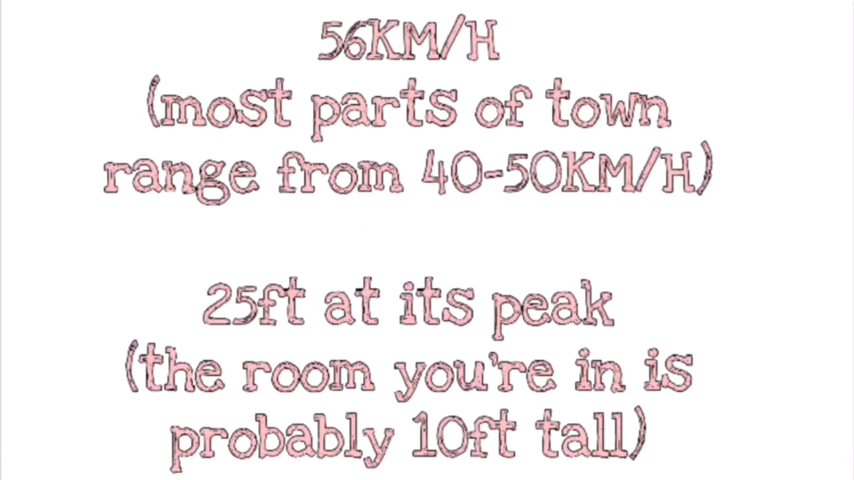 56KM/H
(most parts of town
range from 40-50KM/H)
25ft at its peak
(the room you're in is
probably 10ft tall)